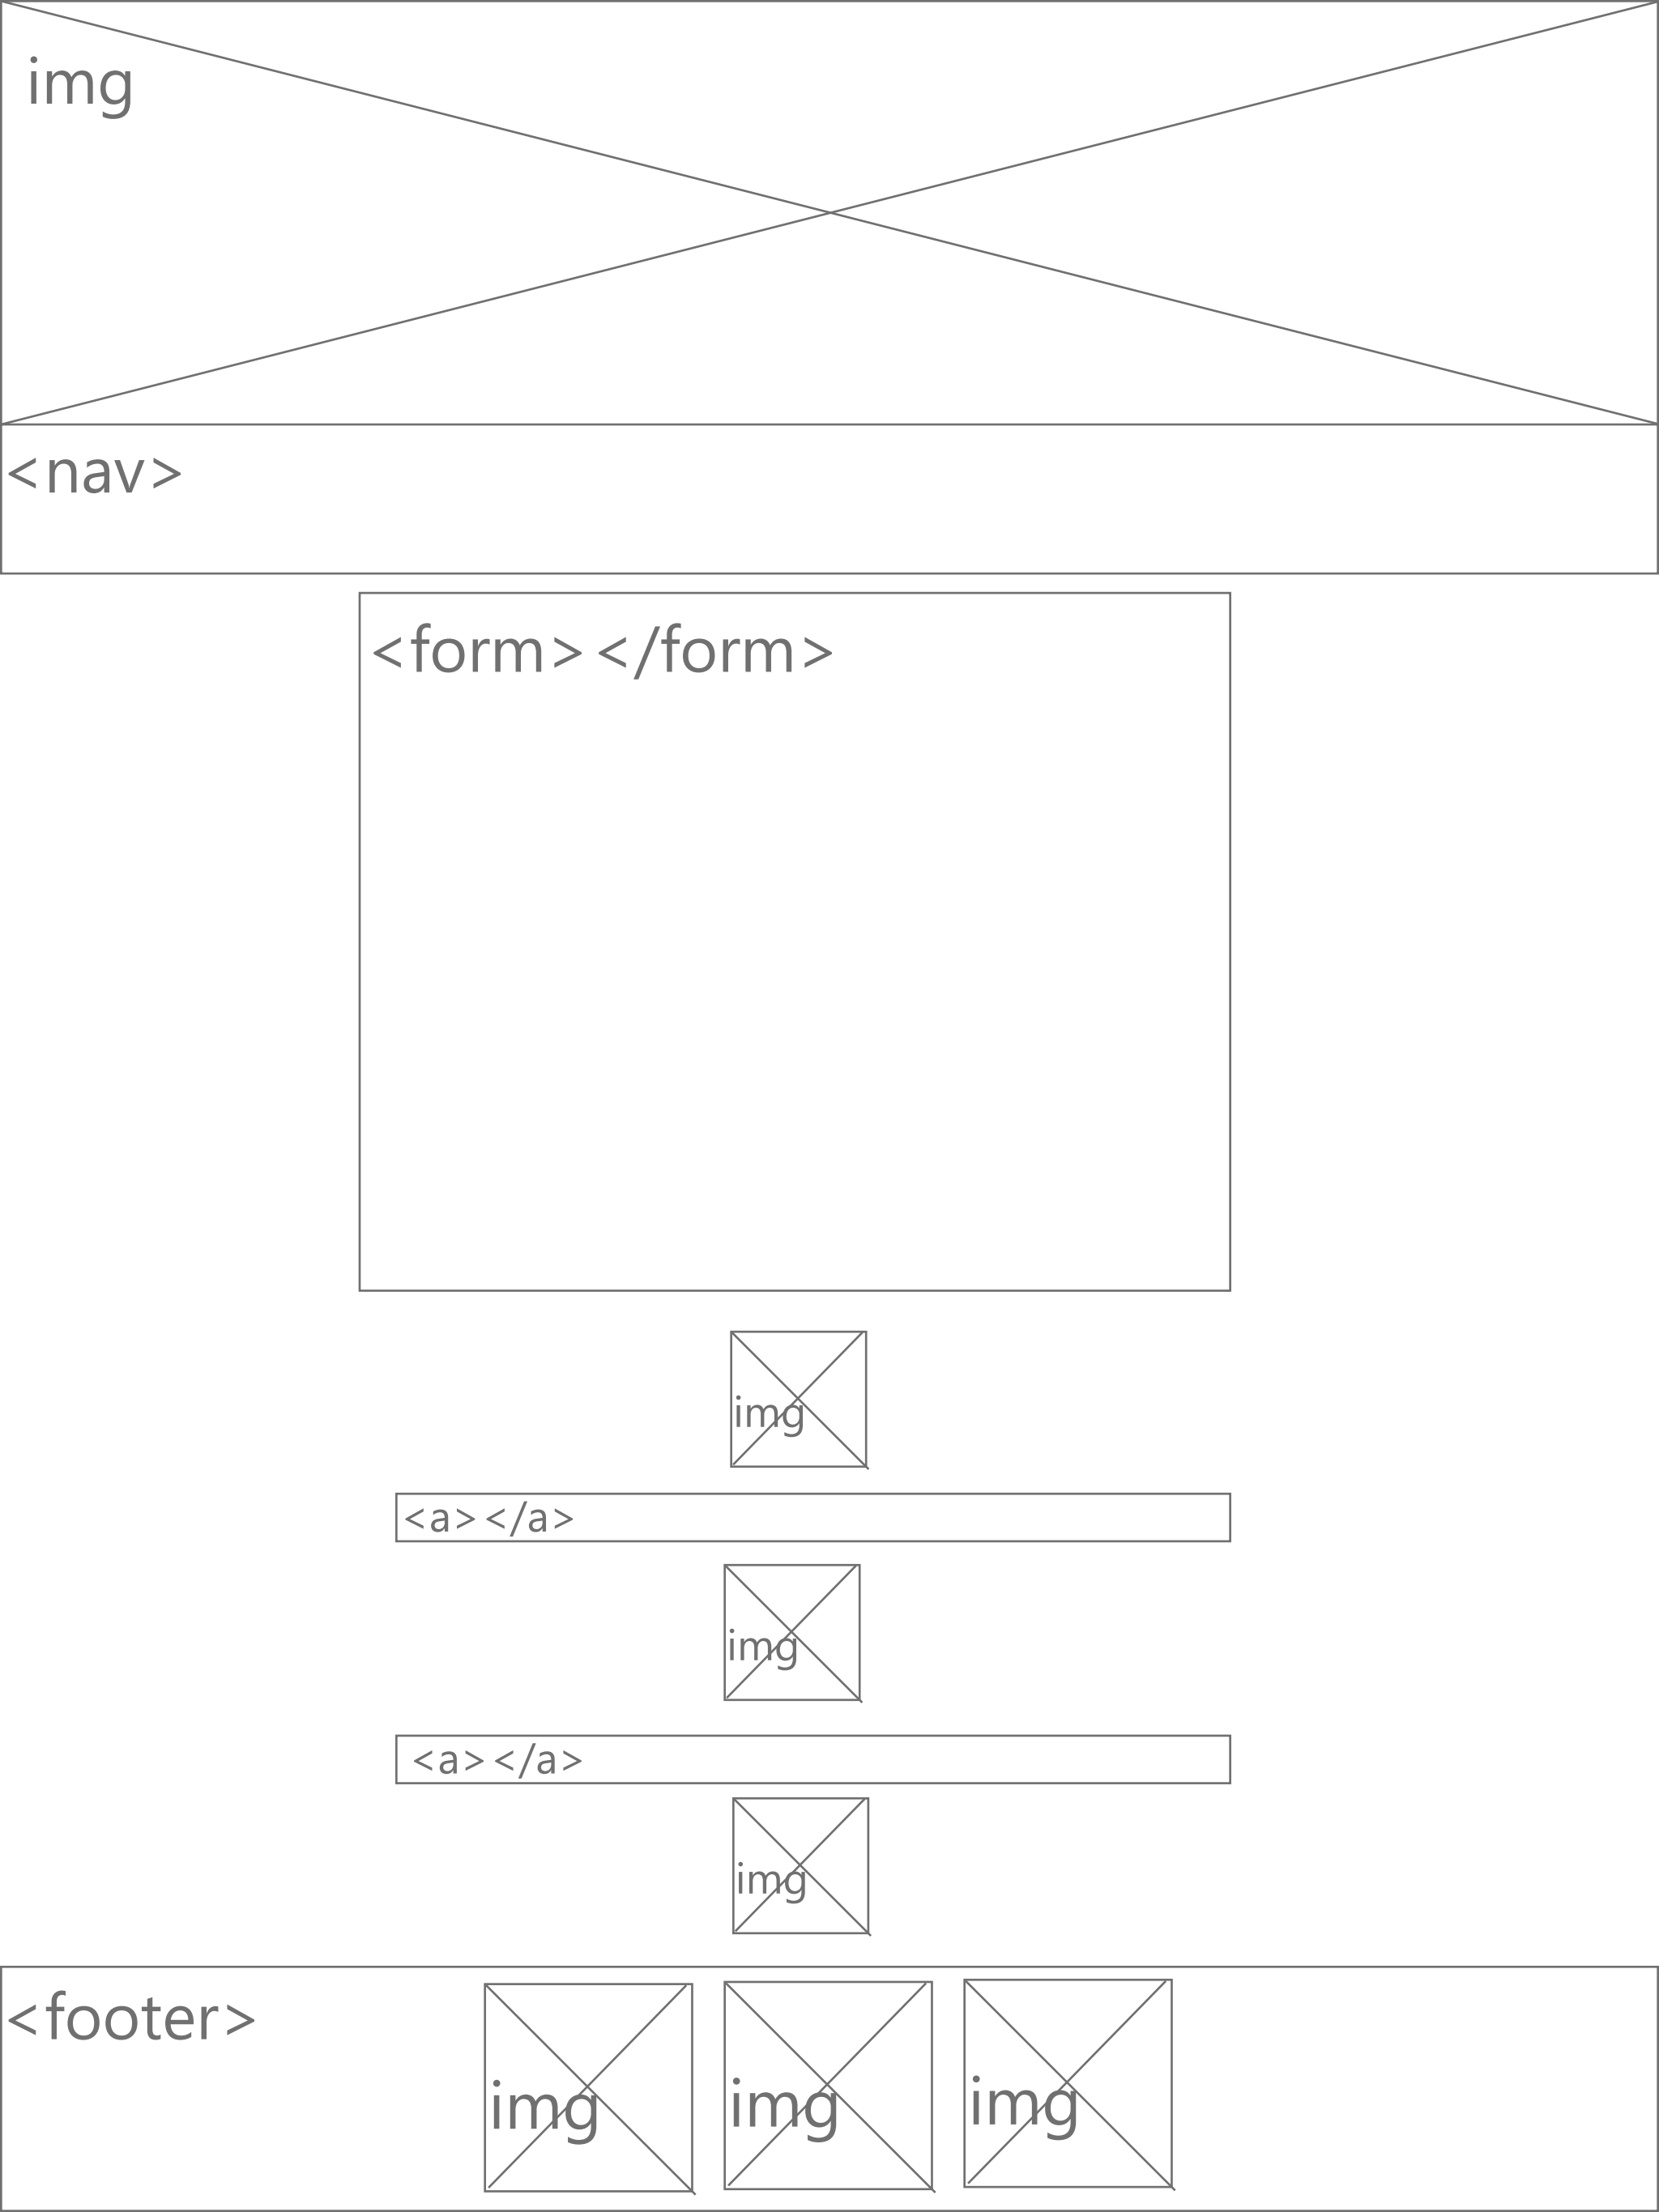 img
<nav>
<form></form>
img
<a></a>
img
<a></a>
img
<footer>
img img img